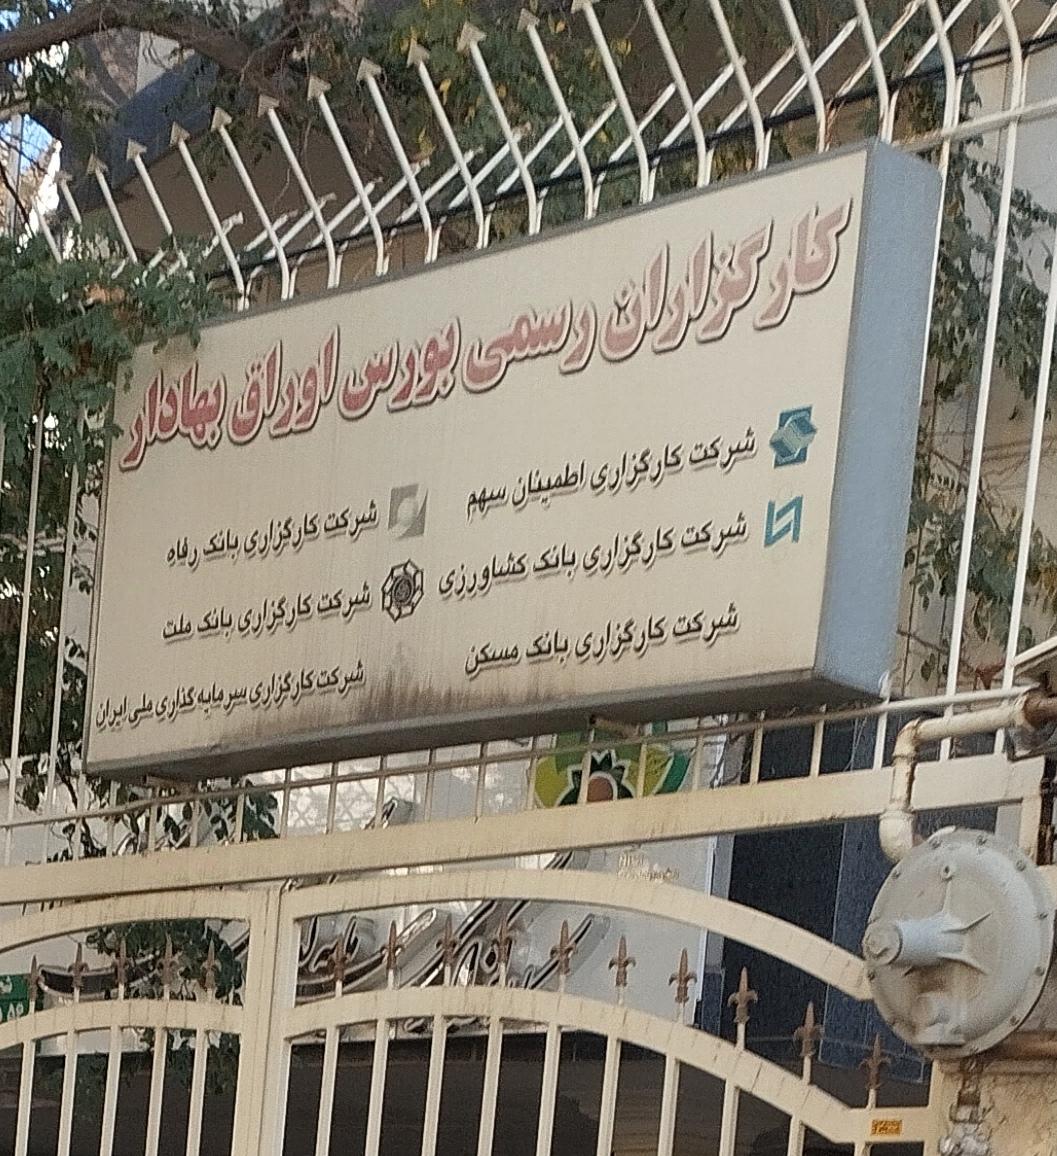 کارگزاران رسمی بورس اوراق بهادار
شرکت کارگزاری اطمینان سهم
شرکت کارگزاری بانک کشاورزی
شرکت کارگزاری بانک مسکن
شرکت کارگزاری بانک رفاه
شرکت کارگزاری بانک ملت
شرکت کارگزاری سرمایه گذاری ملی ایران